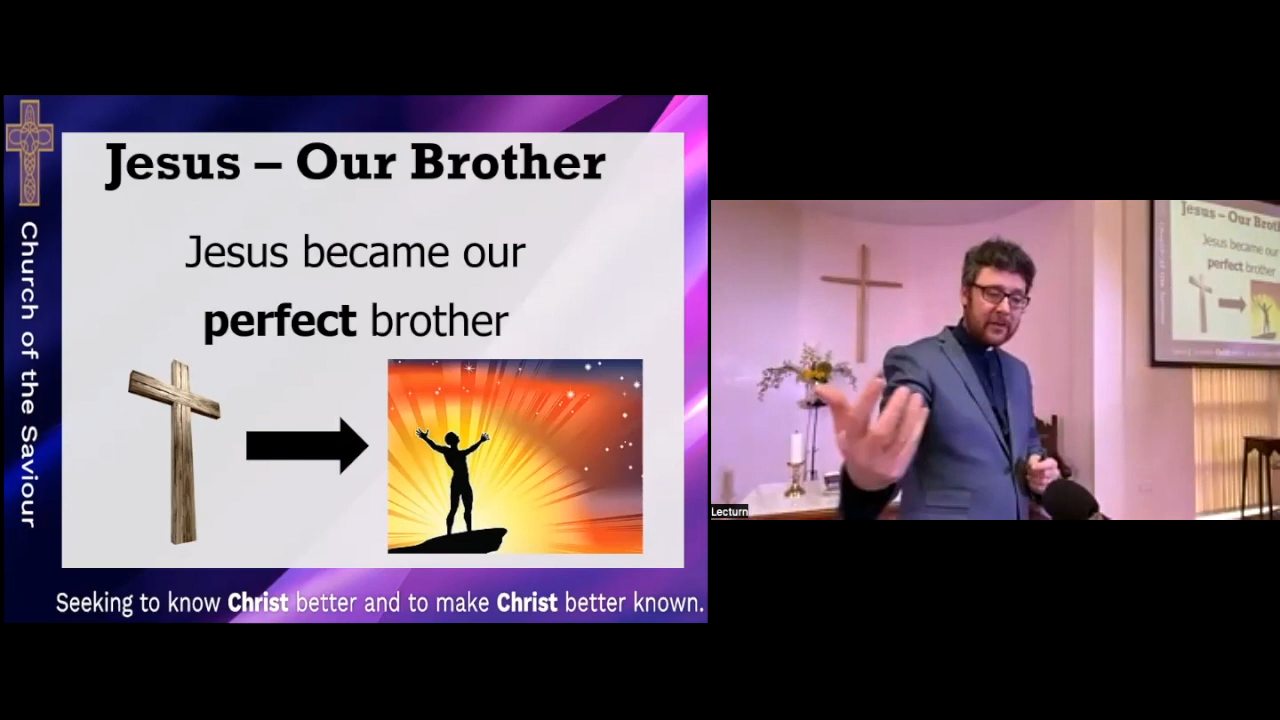 Jesus – Our Brother
Jesus became our
perfect brother
Church of the Saviour
Seeking to know Christ better and to make Christ better known.
Jesus – Our Brot
Jesus became our
perfect brother
Lecturn